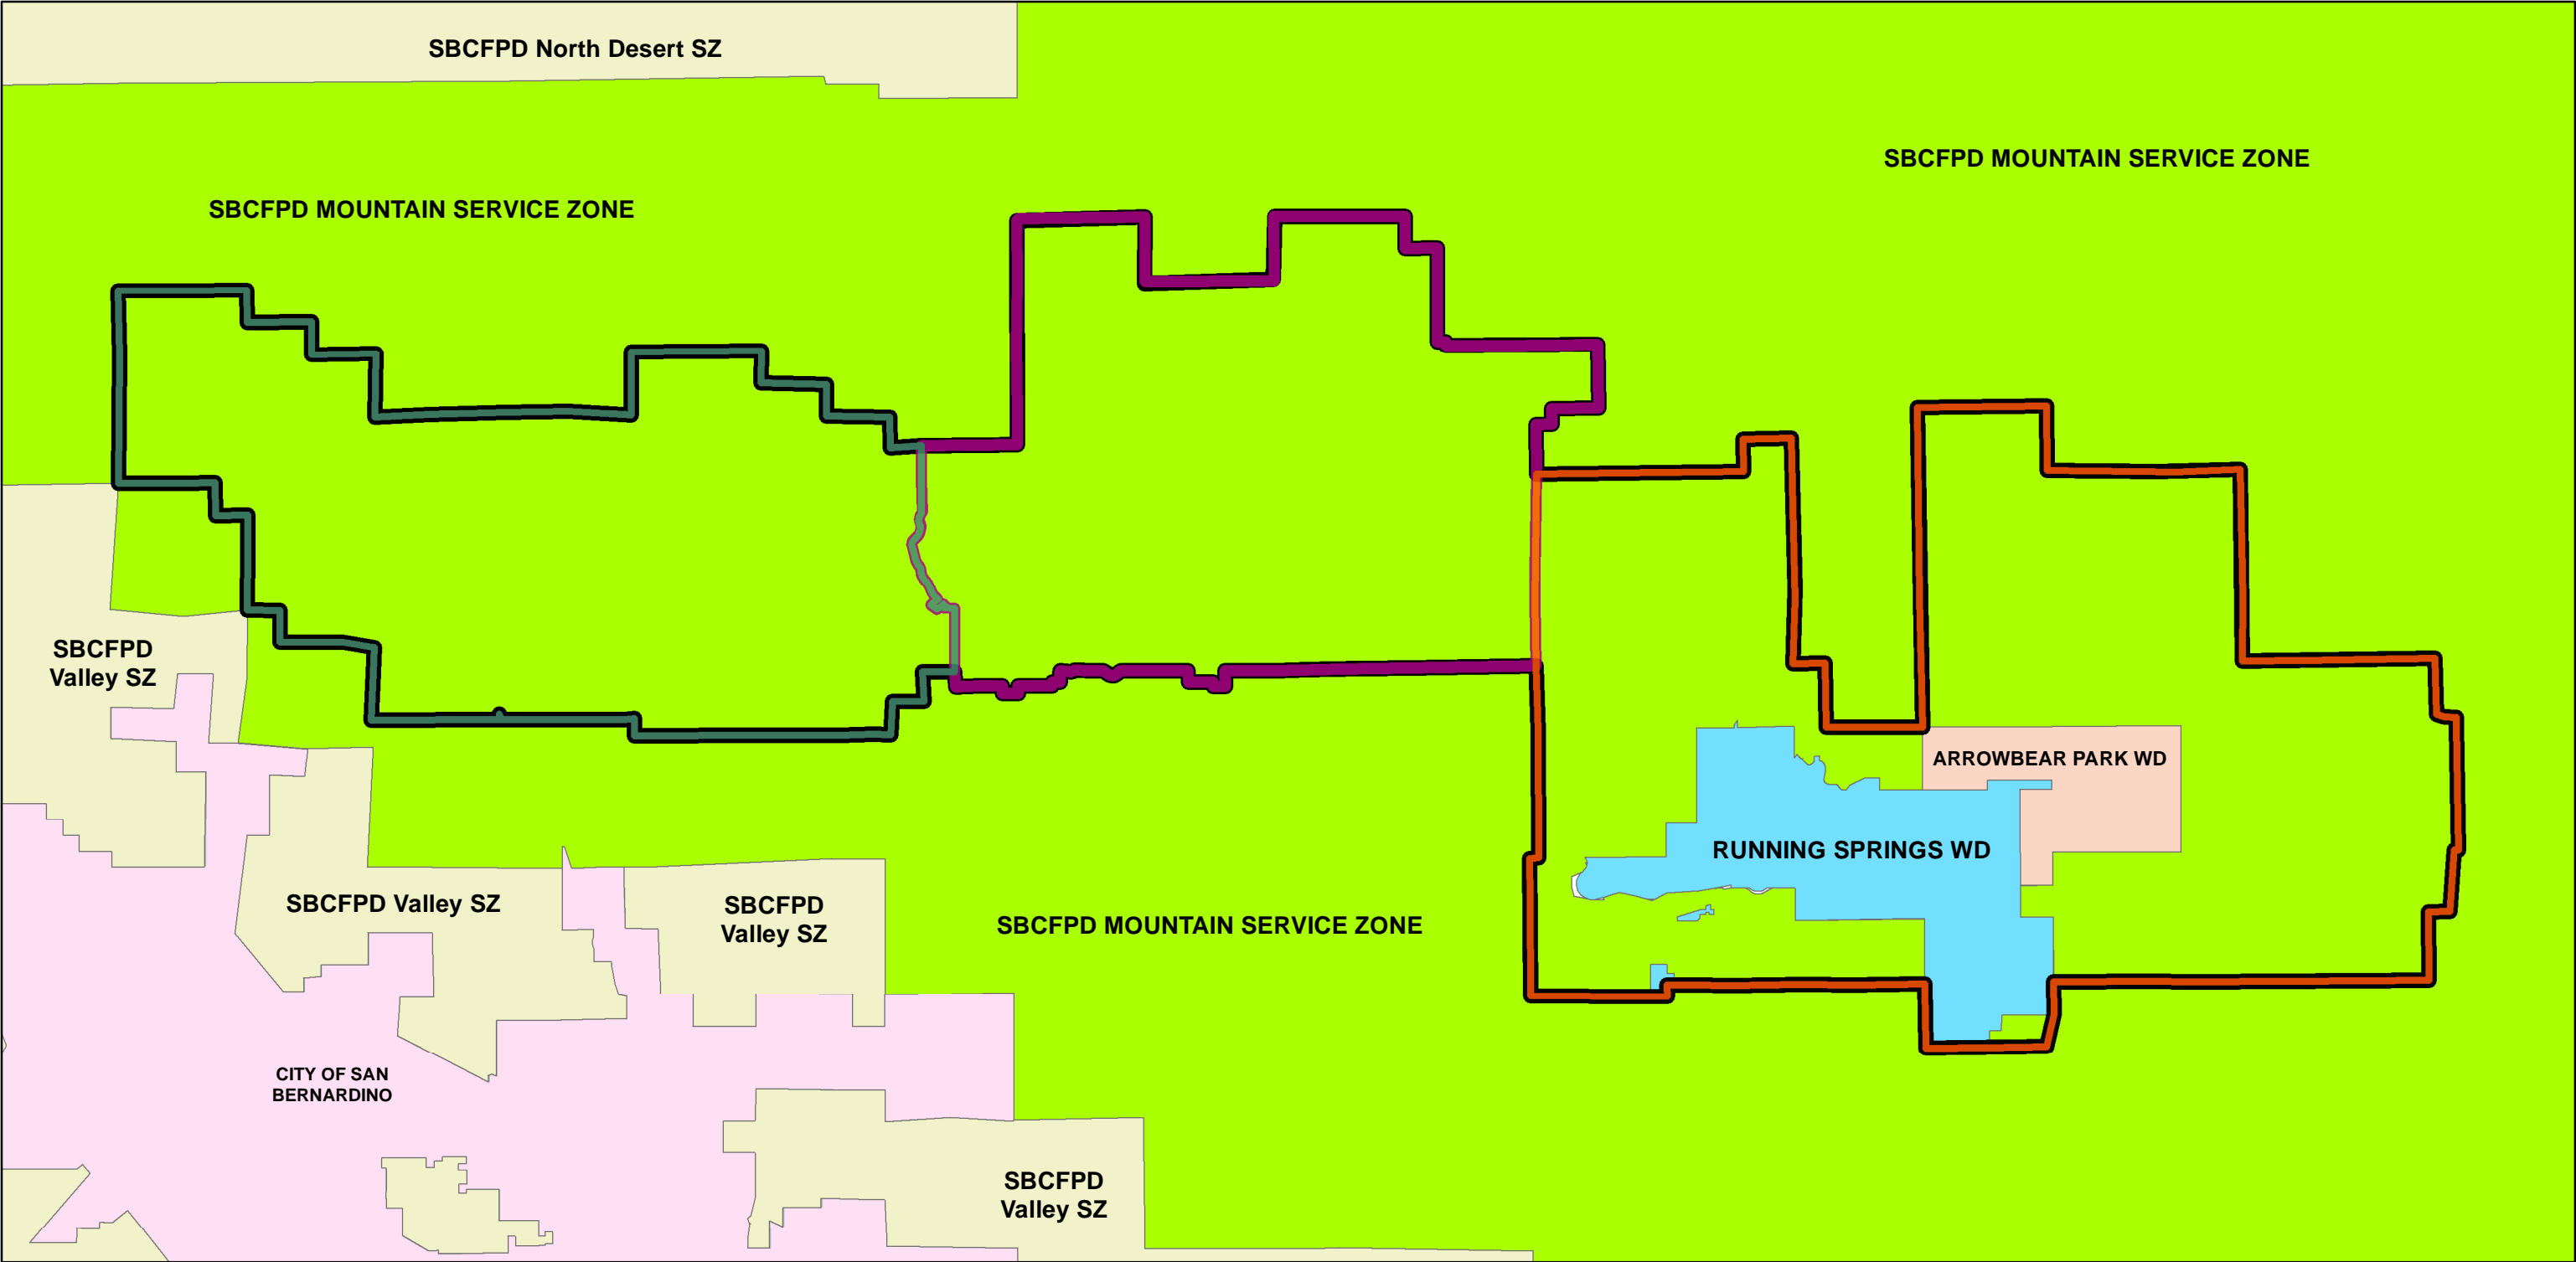 SBCFPD North Desert SZ
SBCFPD MOUNTAIN SERVICE ZONE
SBCFPD MOUNTAIN SERVICE ZONE
SBCFPD
Valley SZ
ARROWBEAR PARK WD
RUNNING SPRINGS WD
SBCFPD Valley SZ
SBCFPD
Valley SZ
SBCFPD MOUNTAIN SERVICE ZONE
CITY OF SAN
BERNARDINO
SBCFPD
Valley SZ